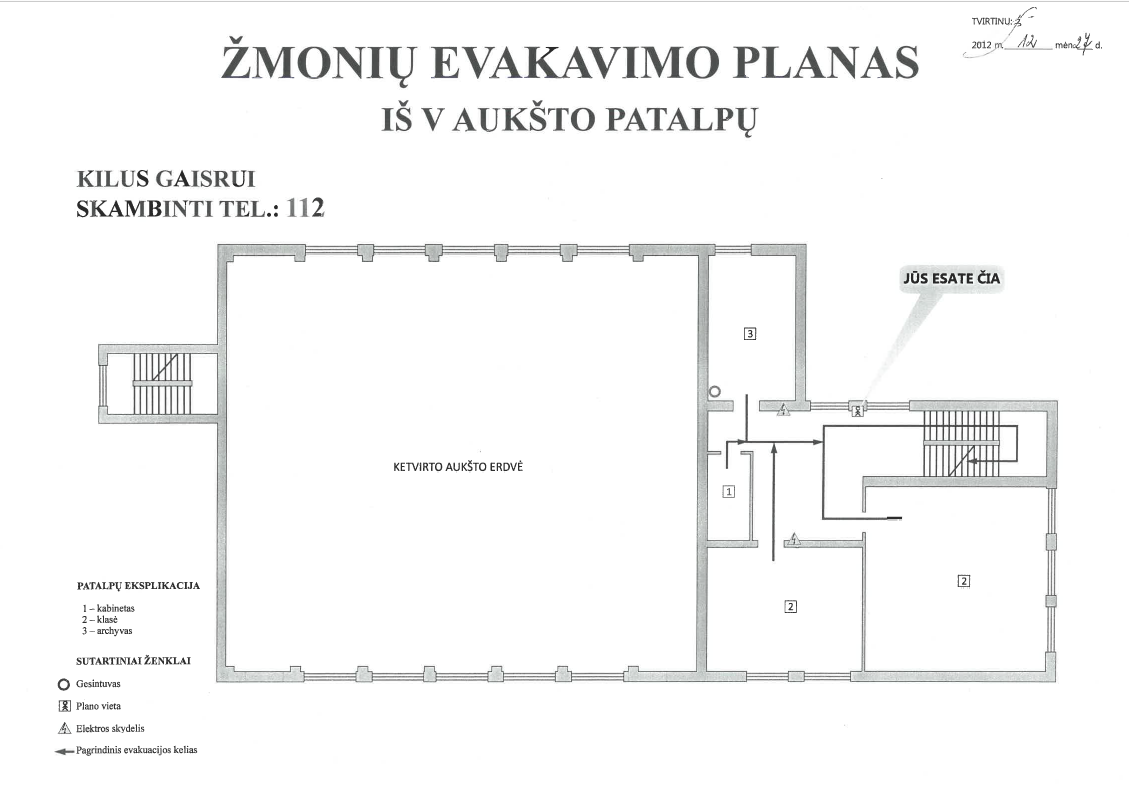 TVIRTINU:
2012 m. 12 mėn. 27 d.
ŽMONIŲ EVAKAVIMO PLANAS
IŠ V AUKŠTO PATALPŲ
KILUS GAISRUI
SKAMBINTI TEL.: 112
JŪS ESATE ČIA
3
KETVIRTO AUKŠTO ERDVĖ
1
2
2
PATALPŲ EKSPLIKACIJA
1 – kabinetas
2 – klasė
3 – archyvas
SUTARTINIAI ŽENKLAI
Gesintuvas
Plano vieta
Elektros skydelis
Pagrindinis evakuacijos kelias